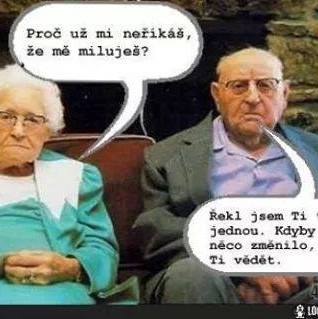 Proč už mi neříkáš,
že mě miluješ?
Řekl jsem Ti
jednou. Kdyby
něco změnilo,
Ti vědět.